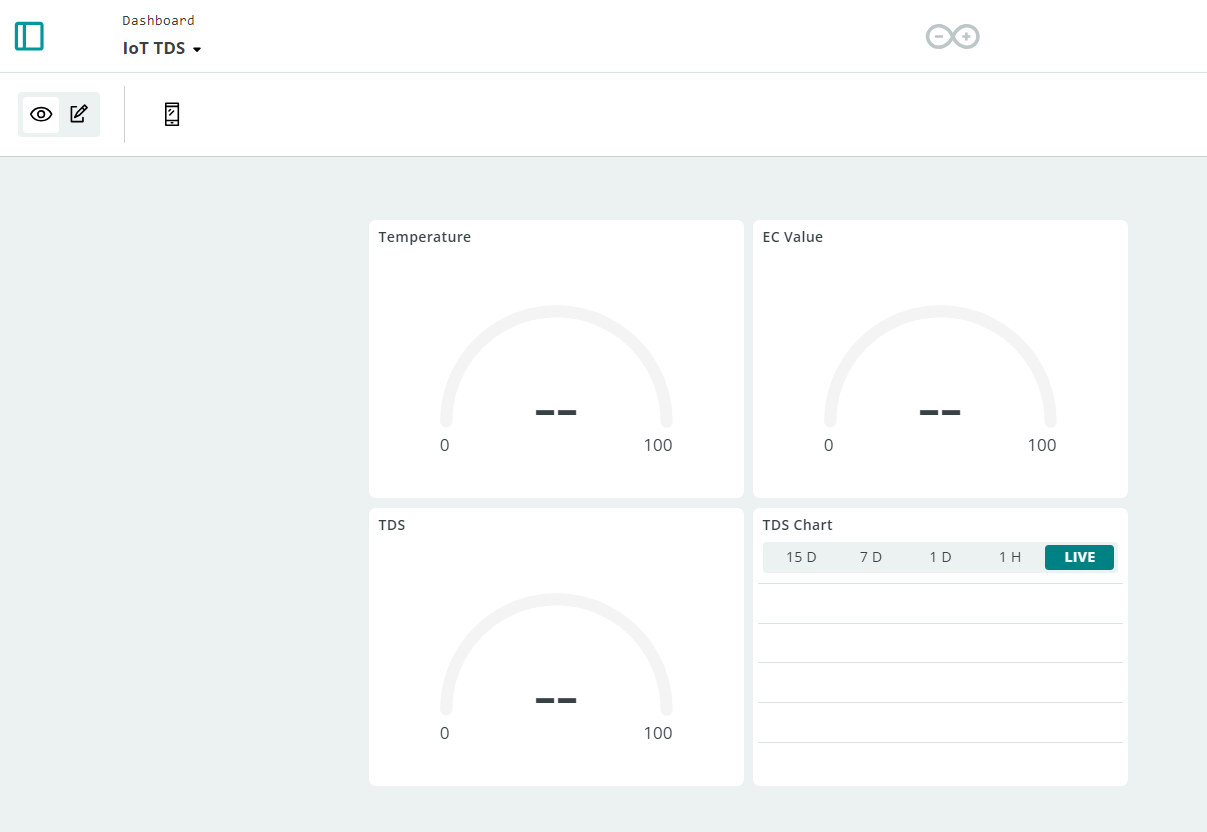 Dashboard
IoT TDS
Temperature
EC Value
--
--
0 100
0 100
TDS
TDS Chart
15 D 7 D 1 D 1 H LIVE
--
0 100